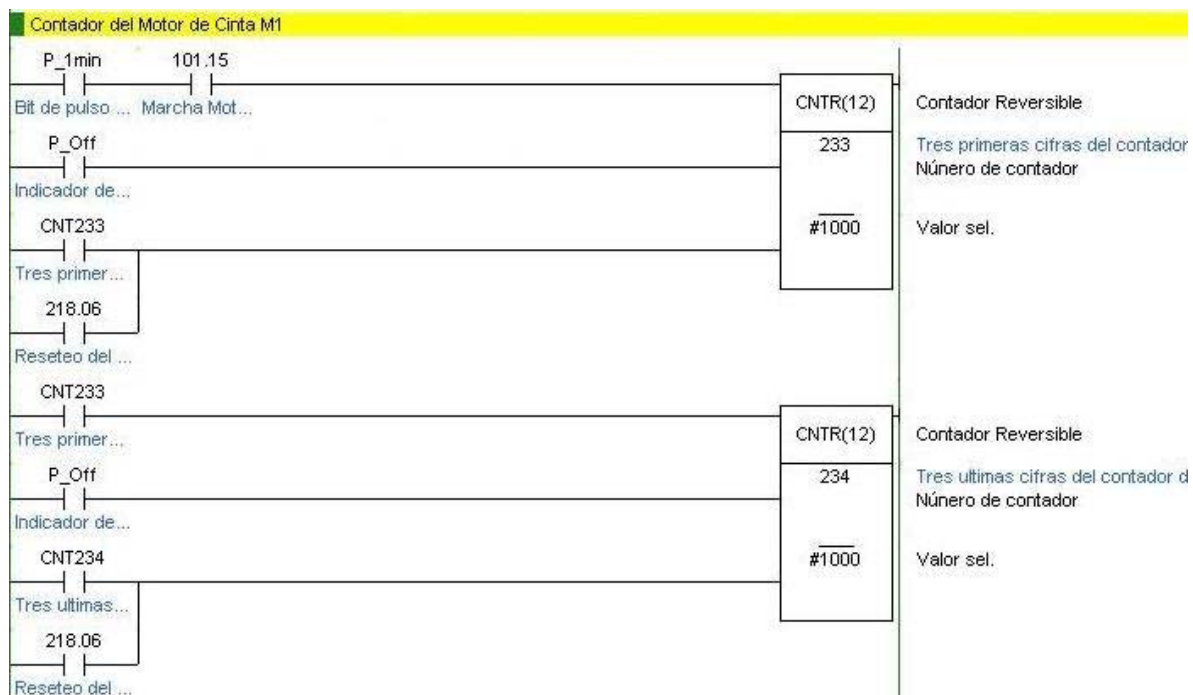 Contador del Motor de Cinta M1
P_1min 101.15
Bit de pulso ... Marcha Mot...
CNTR(12) Contador Reversible
P_Off
233 Tres primeras cifras del contador
Núnero de contador
Indicador de...
CNT233
#1000 Valor sel.
Tres primer...
218.06
Reseteo del ...
CNT233
Tres primer...
CNTR(12) Contador Reversible
P_Off
234 Tres ultimas cifras del contador d
Núnero de contador
Indicador de...
CNT234
#1000 Valor sel.
Tres ultimas...
218.06
Reseteo del ...